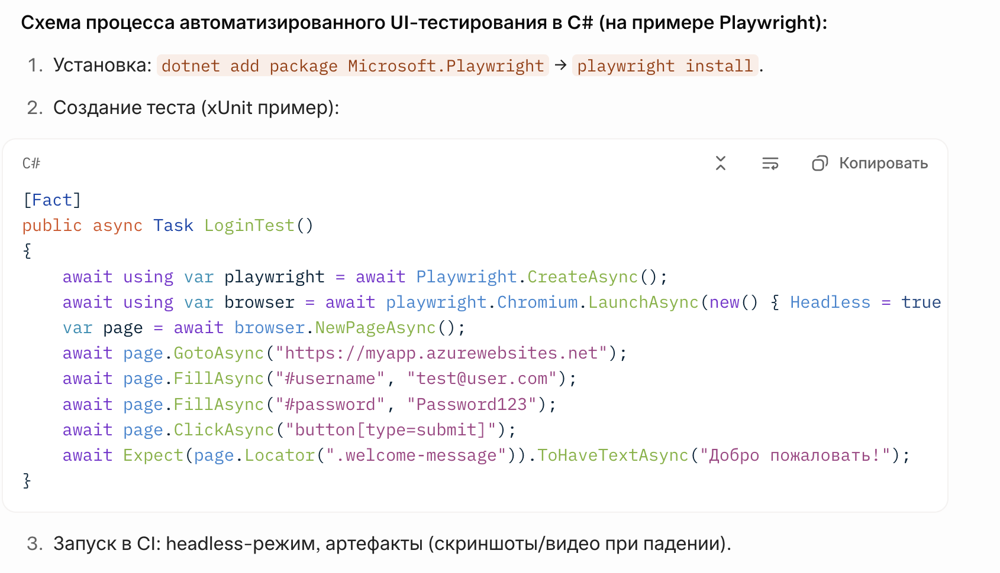 Схема процесса автоматизированного UI-тестирования в C# (на примере Playwright):
1. Установка: dotnet add package Microsoft.Playwright → playwright install.
2. Создание теста (xUnit пример):
C#
Копировать
[Fact]
public async Task LoginTest()
{
    await using var playwright = await Playwright.CreateAsync();
    await using var browser = await playwright.Chromium.LaunchAsync(new() { Headless = true
    var page = await browser.NewPageAsync();
    await page.GotoAsync("https://myapp.azurewebsites.net");
    await page.FillAsync("#username", "test@user.com");
    await page.FillAsync("#password", "Password123");
    await page.ClickAsync("button[type=submit]");
    await Expect(page.Locator(".welcome-message")).ToHaveTextAsync("Добро пожаловать!");
}
3. Запуск в CI: headless-режим, артефакты (скриншоты/видео при падении).